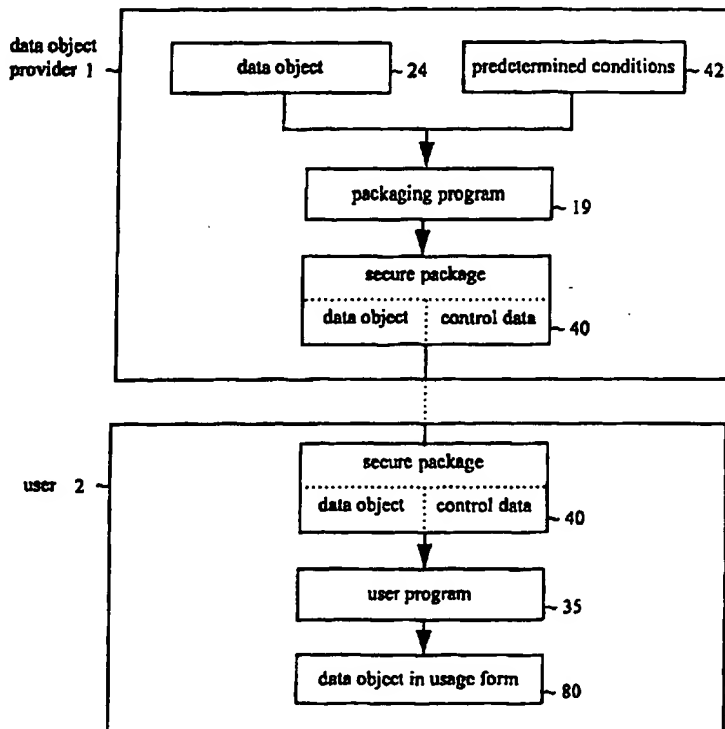 data object
provider 1
data object
24
predetermined conditions
42
packaging program
19
secure package
data object
control data
40
user 2
secure package
data object
control data
40
user program
35
data object in usage form
80